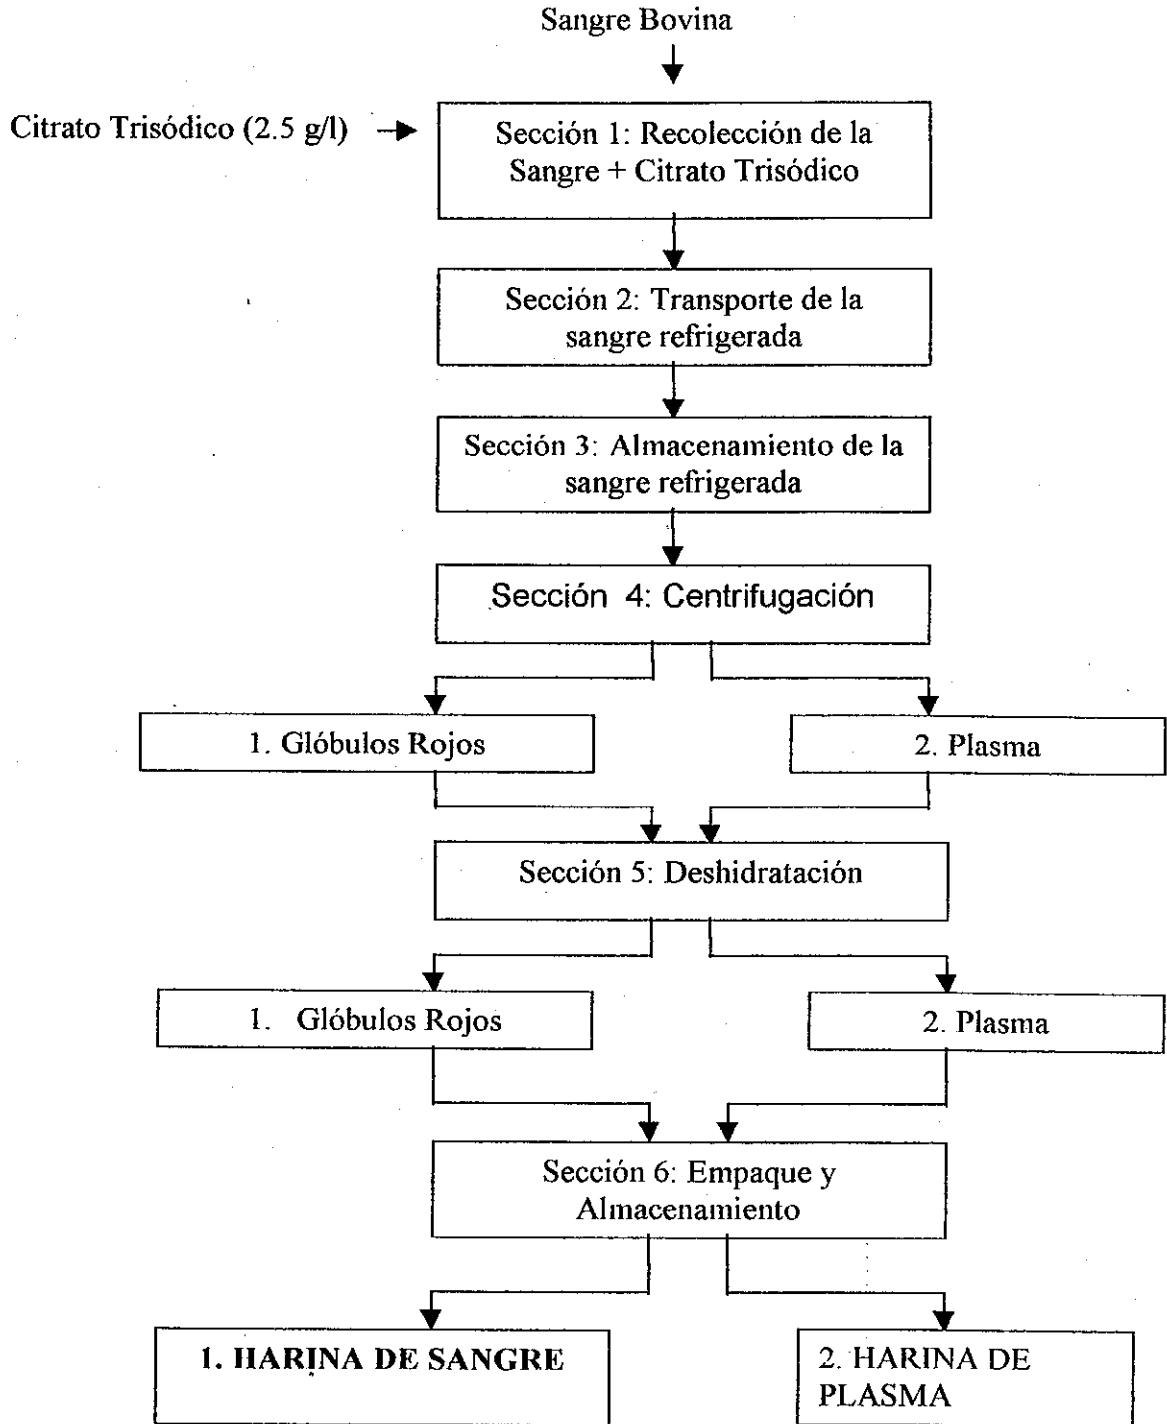 Sangre Bovina
Citrato Trisódico (2.5 g/l)
Sección 1: Recolección de la
Sangre + Citrato Trisódico
Sección 2: Transporte de la
sangre refrigerada
Sección 3: Almacenamiento de la
sangre refrigerada
Sección 4: Centrifugación
1. Glóbulos Rojos
2. Plasma
Sección 5: Deshidratación
1. Glóbulos Rojos
2. Plasma
Sección 6: Empaque y
Almacenamiento
1. HARINA DE SANGRE
2. HARINA DE
PLASMA